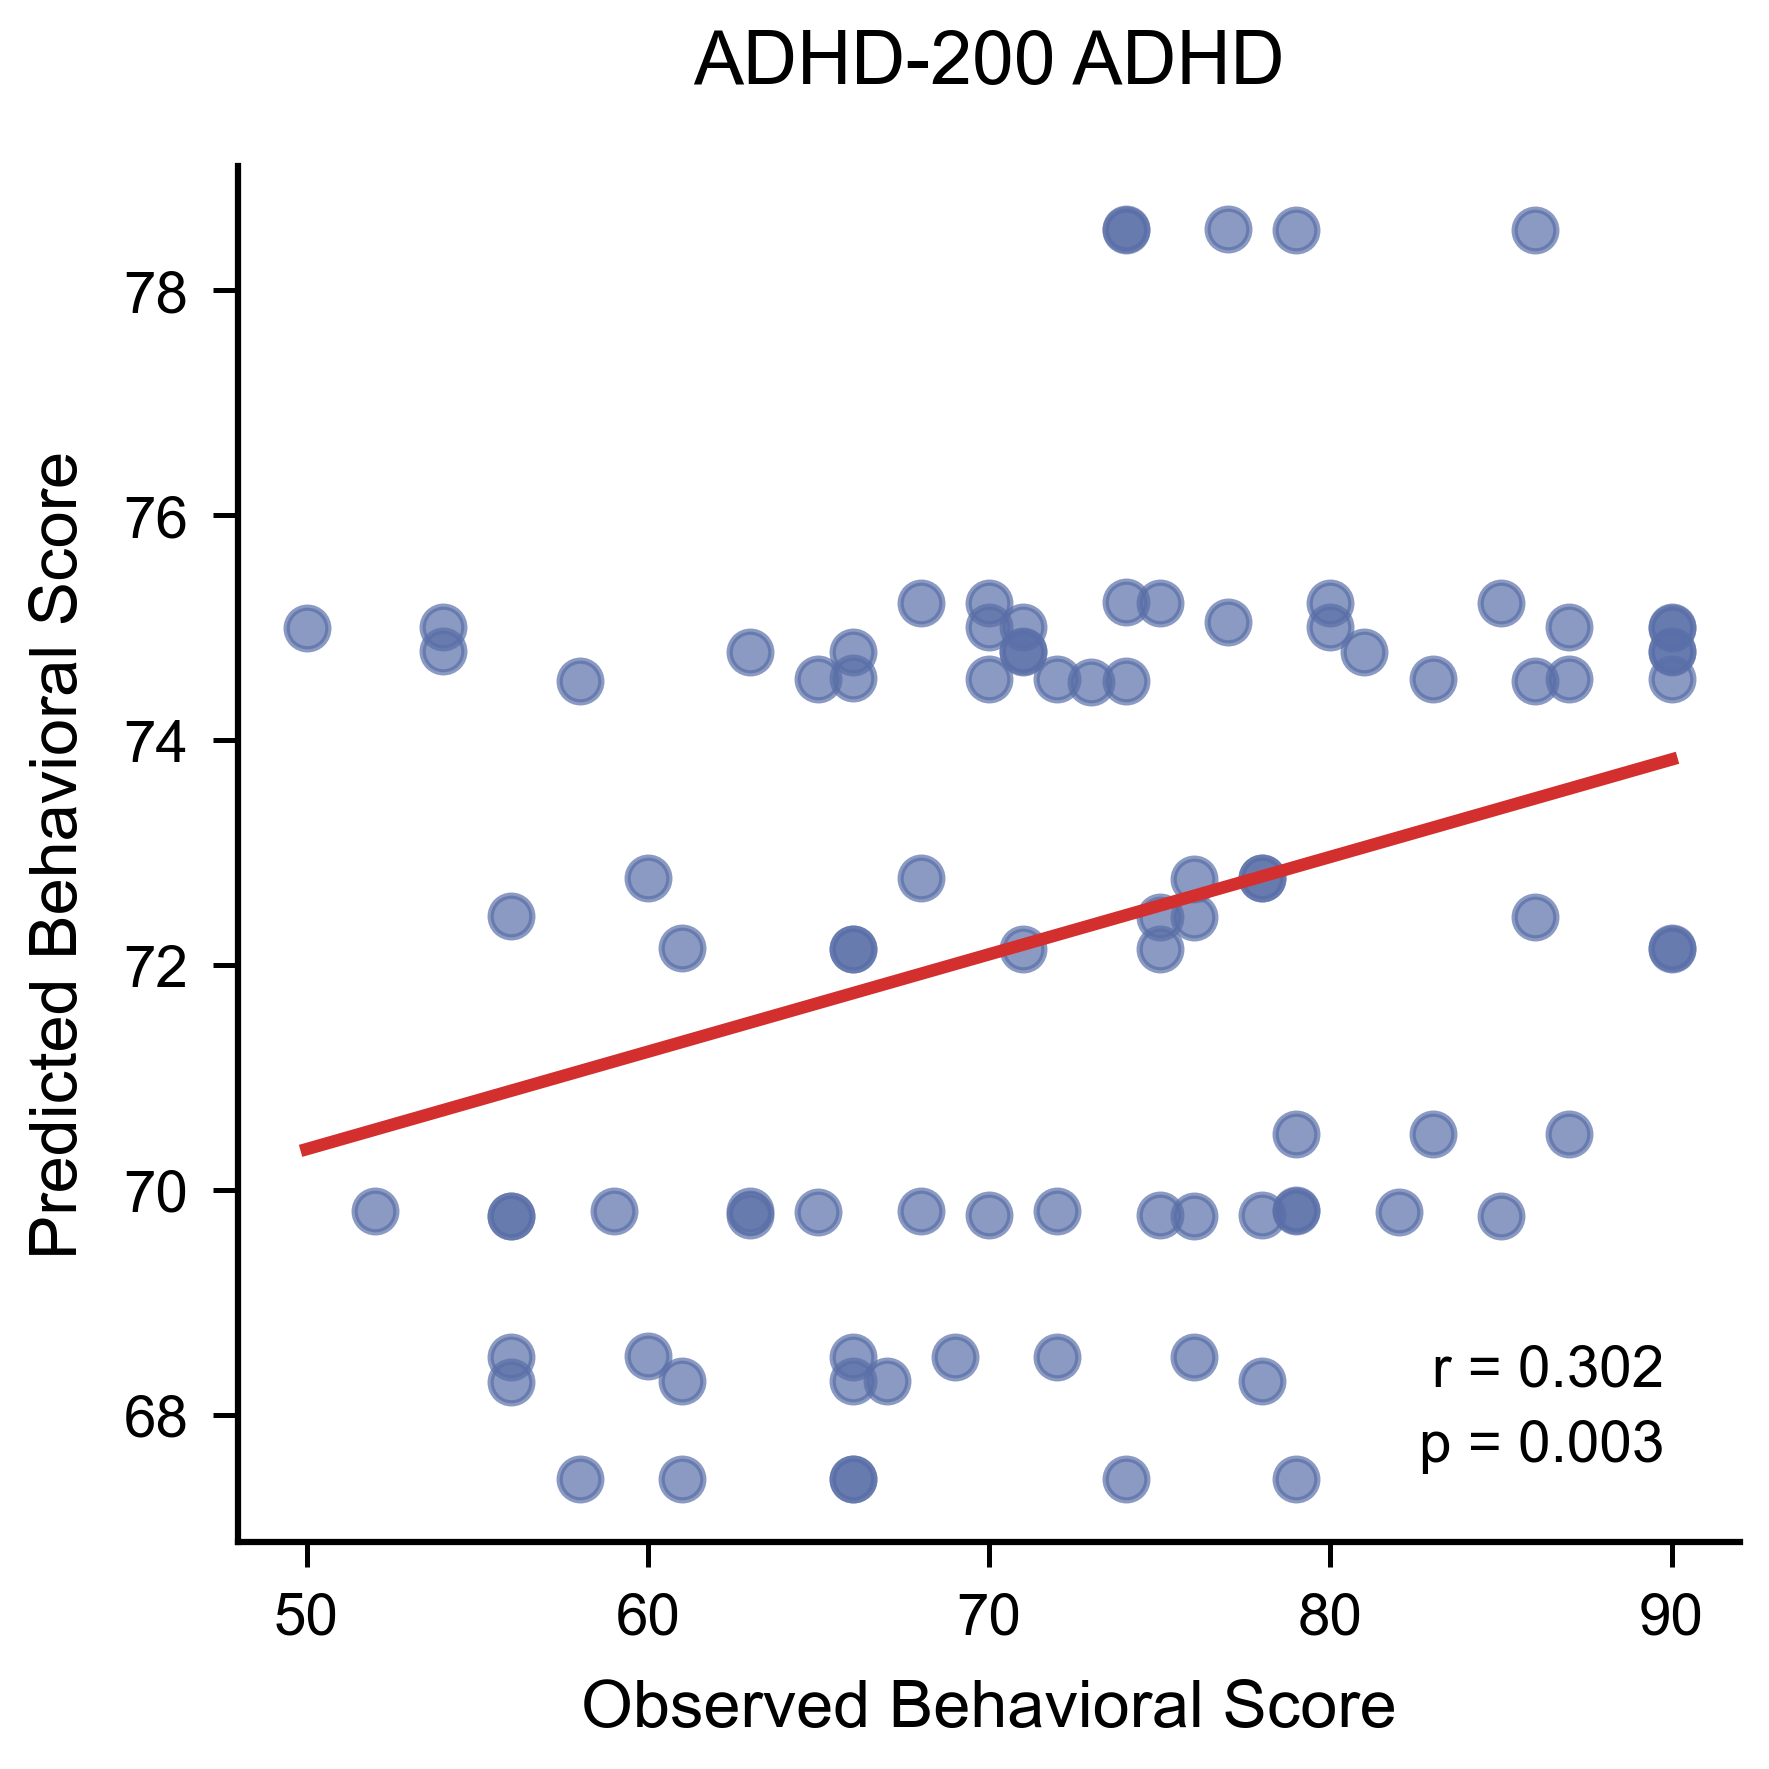 ADHD-200 ADHD
Predicted Behavioral Score
78
76
74
72
70
68
r = 0.302
p = 0.003
50 60 70 80 90
Observed Behavioral Score